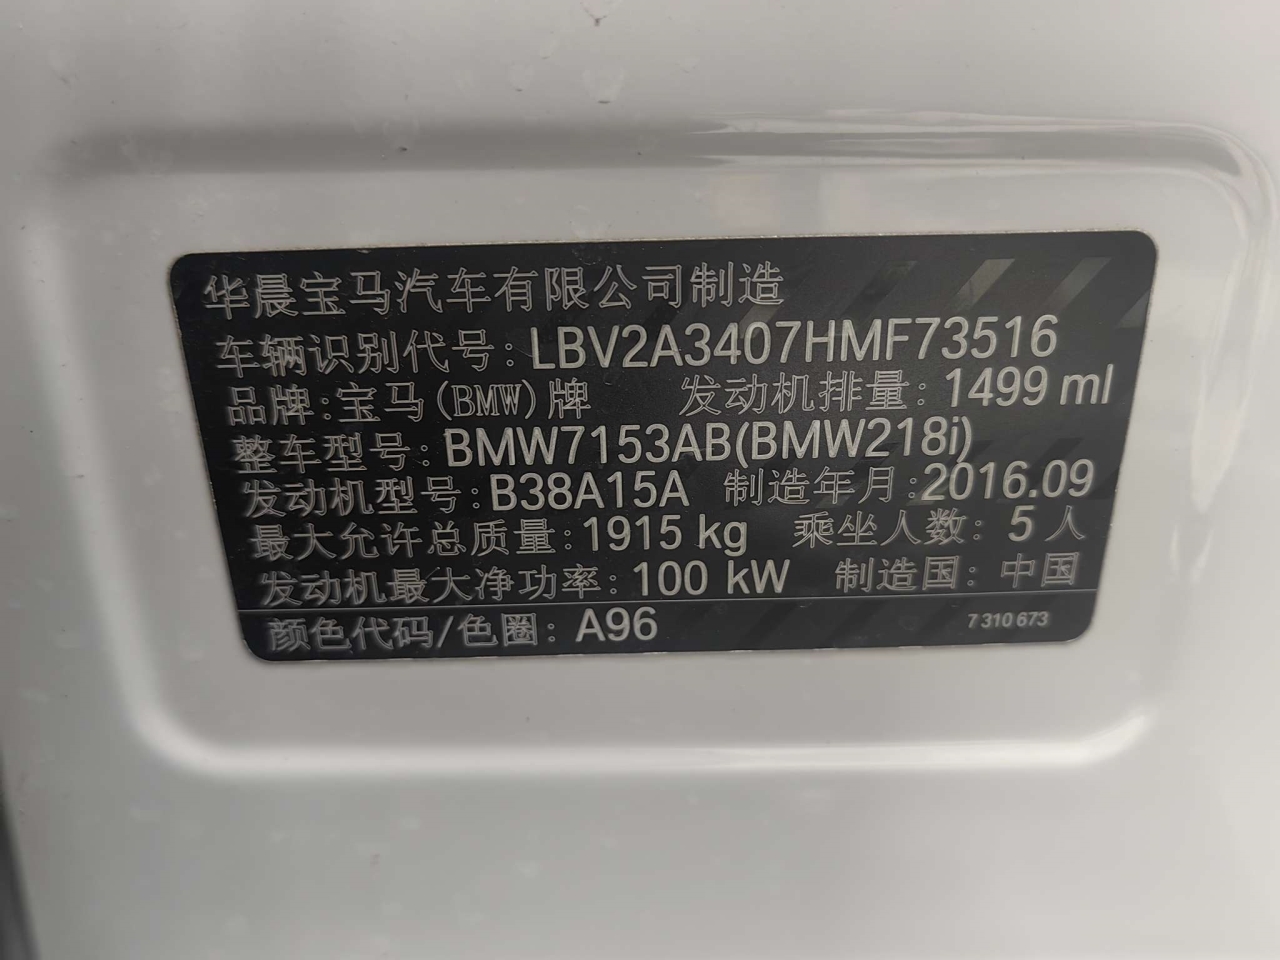 华晨宝马汽车有限公司制造
车辆识别代号: LBV2A3407HMF73516
品牌:宝马(BMW)牌 发动机排量: 1499 ml
整车型号: BMW7153AB(BMW218i)
发动机型号: B38A15A 制造年月:2016.09
最大允许总质量: 1915 kg 乘坐人数: 5 人
发动机最大净功率: 100 kW 制造国: 中国
颜色代码/色圈: A96 7 310 673